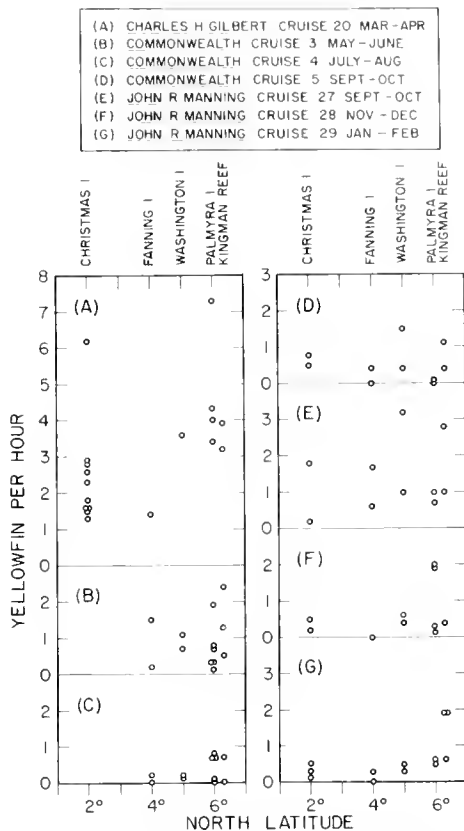 (A) CHARLES H GILBERT CRUISE 20 MAR-APR
(B) COMMONWEALTH CRUISE 3 MAY-JUNE
(C) COMMONWEALTH CRUISE 4 JULY-AUG
(D) COMMONWEALTH CRUISE 5 SEPT-OCT
(E) JOHN R MANNING CRUISE 27 SEPT-OCT
(F) JOHN R MANNING CRUISE 28 NOV-DEC
(G) JOHN R MANNING CRUISE 29 JAN-FEB
CHRISTMAS I
FANNING I
WASHINGTON I
PALMYRA I
KINGMAN REEF
CHRISTMAS I
FANNING I
WASHINGTON I
PALMYRA I
KINGMAN REEF
YELLOWFIN PER HOUR
8
7
6
5
4
3
2
1
0
(A)
2
1
0
(B)
2
1
0
(C)
2° 4° 5° 6°
3
2
1
0
(D)
3
2
1
0
(E)
2
1
0
(F)
3
2
1
0
(G)
2° 4° 5° 6°
NORTH LATITUDE